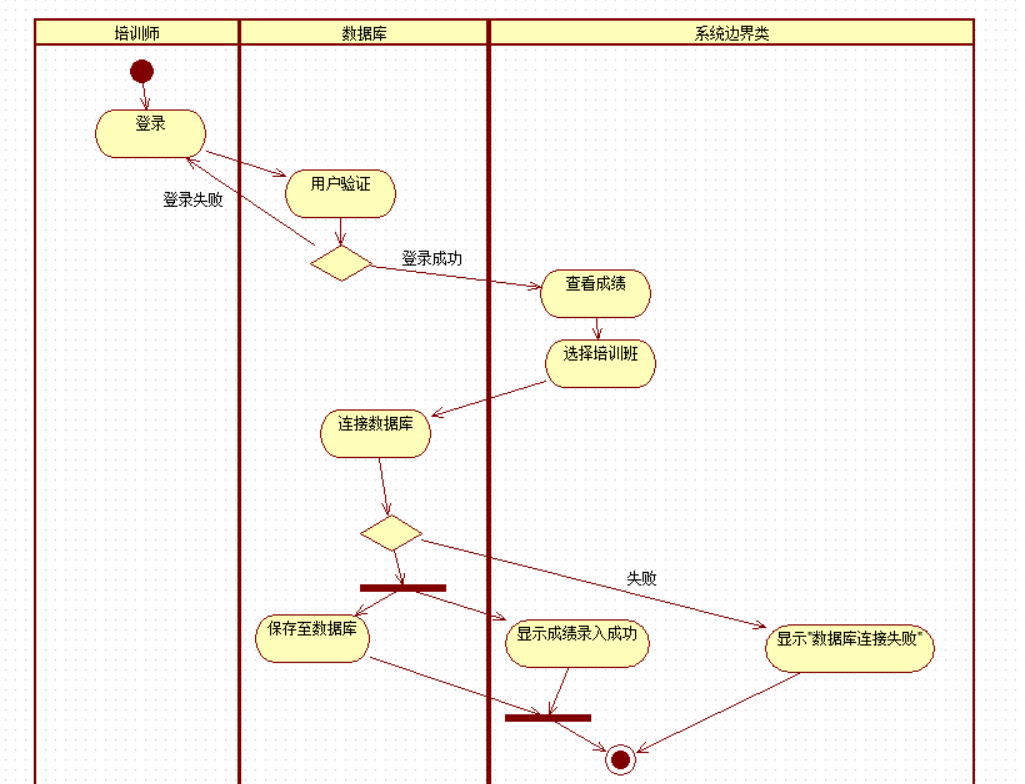 培训师
数据库
系统边界类
登录
用户验证
登录失败
登录成功
查看成绩
选择培训班
连接数据库
失败
保存至数据库
显示成绩录入成功
显示"数据库连接失败"